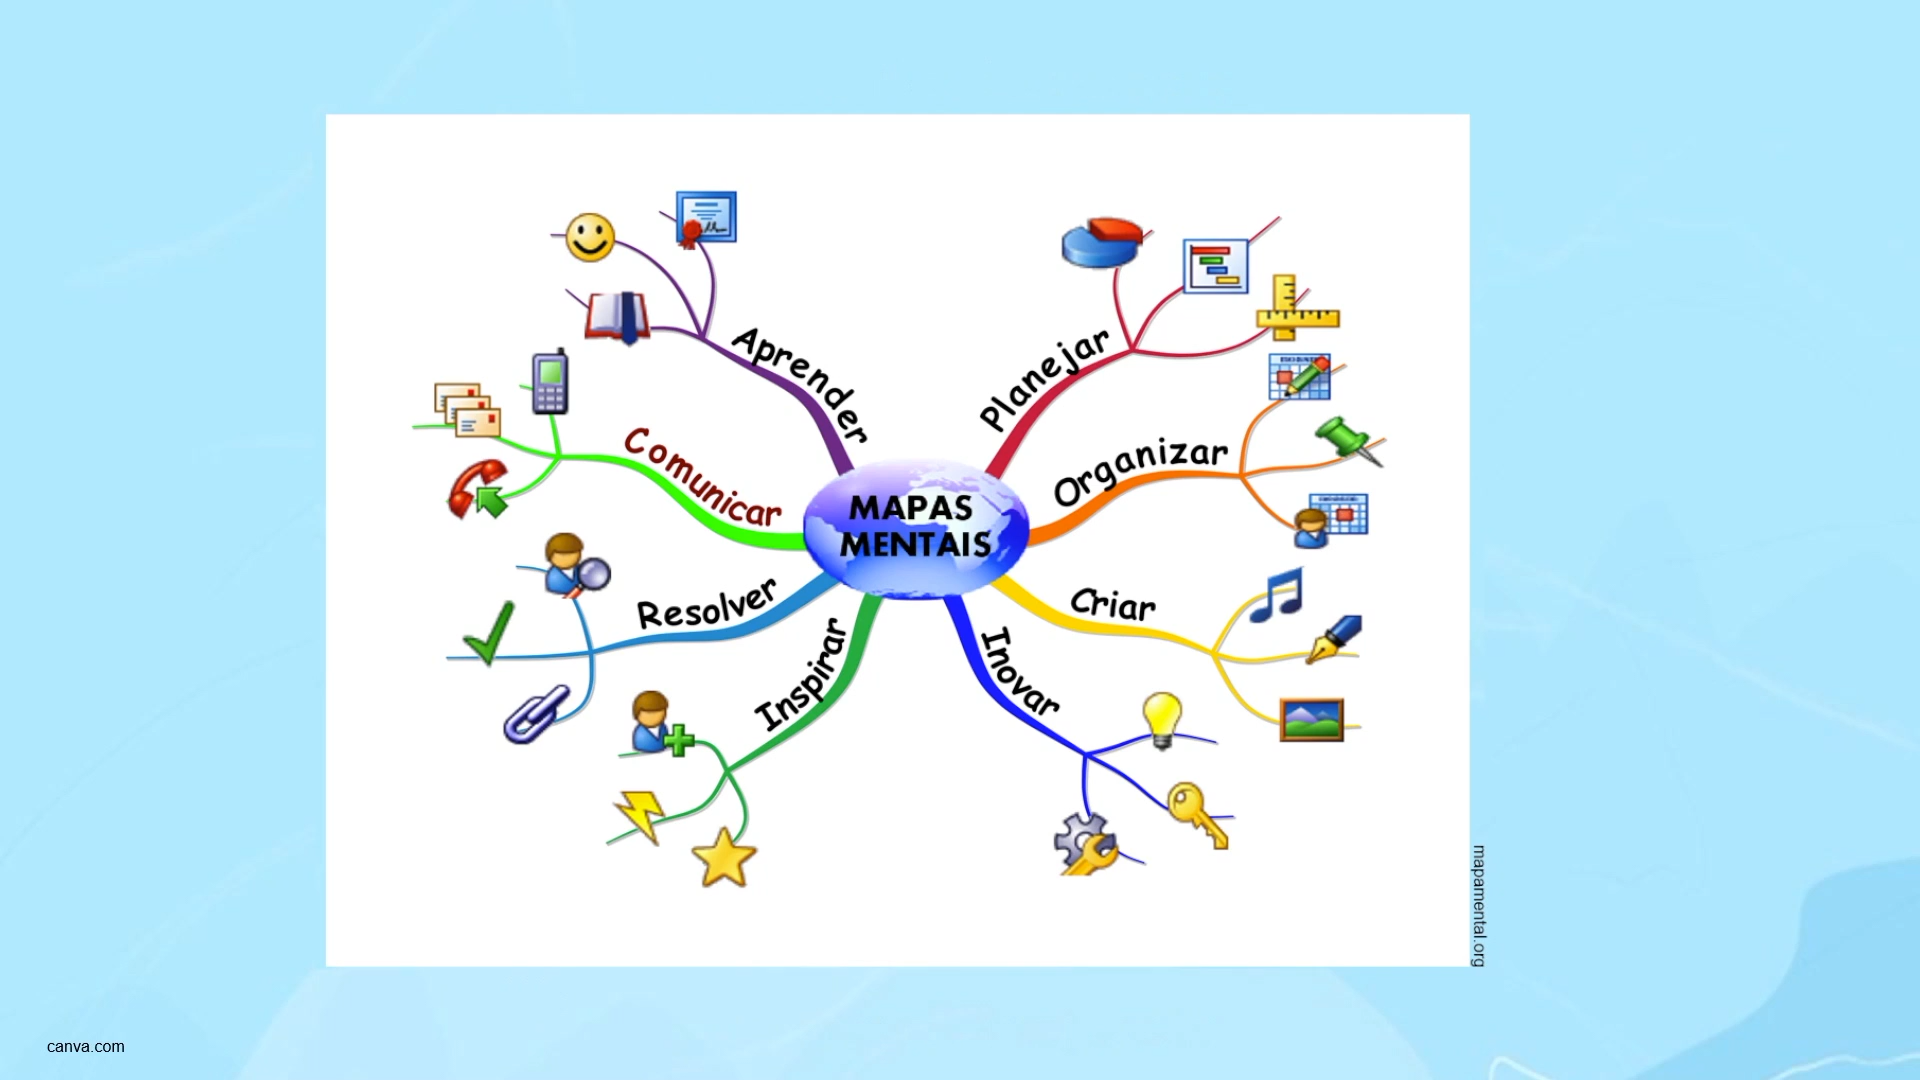 Aprender
Planejar
Comunicar
Organizar
MAPAS
MENTAIS
Resolver
Criar
Inspirar
Inovar
mapamental.org
canva.com